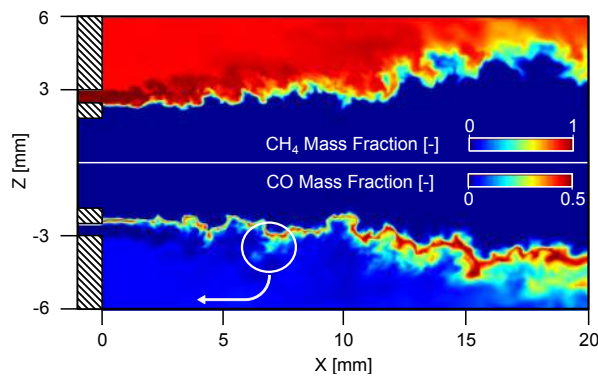 6
3
-3
-6
Z [mm]
0 1
CH₄ Mass Fraction [-]
CO Mass Fraction [-]
0 0.5
0 5 10 15 20
X [mm]